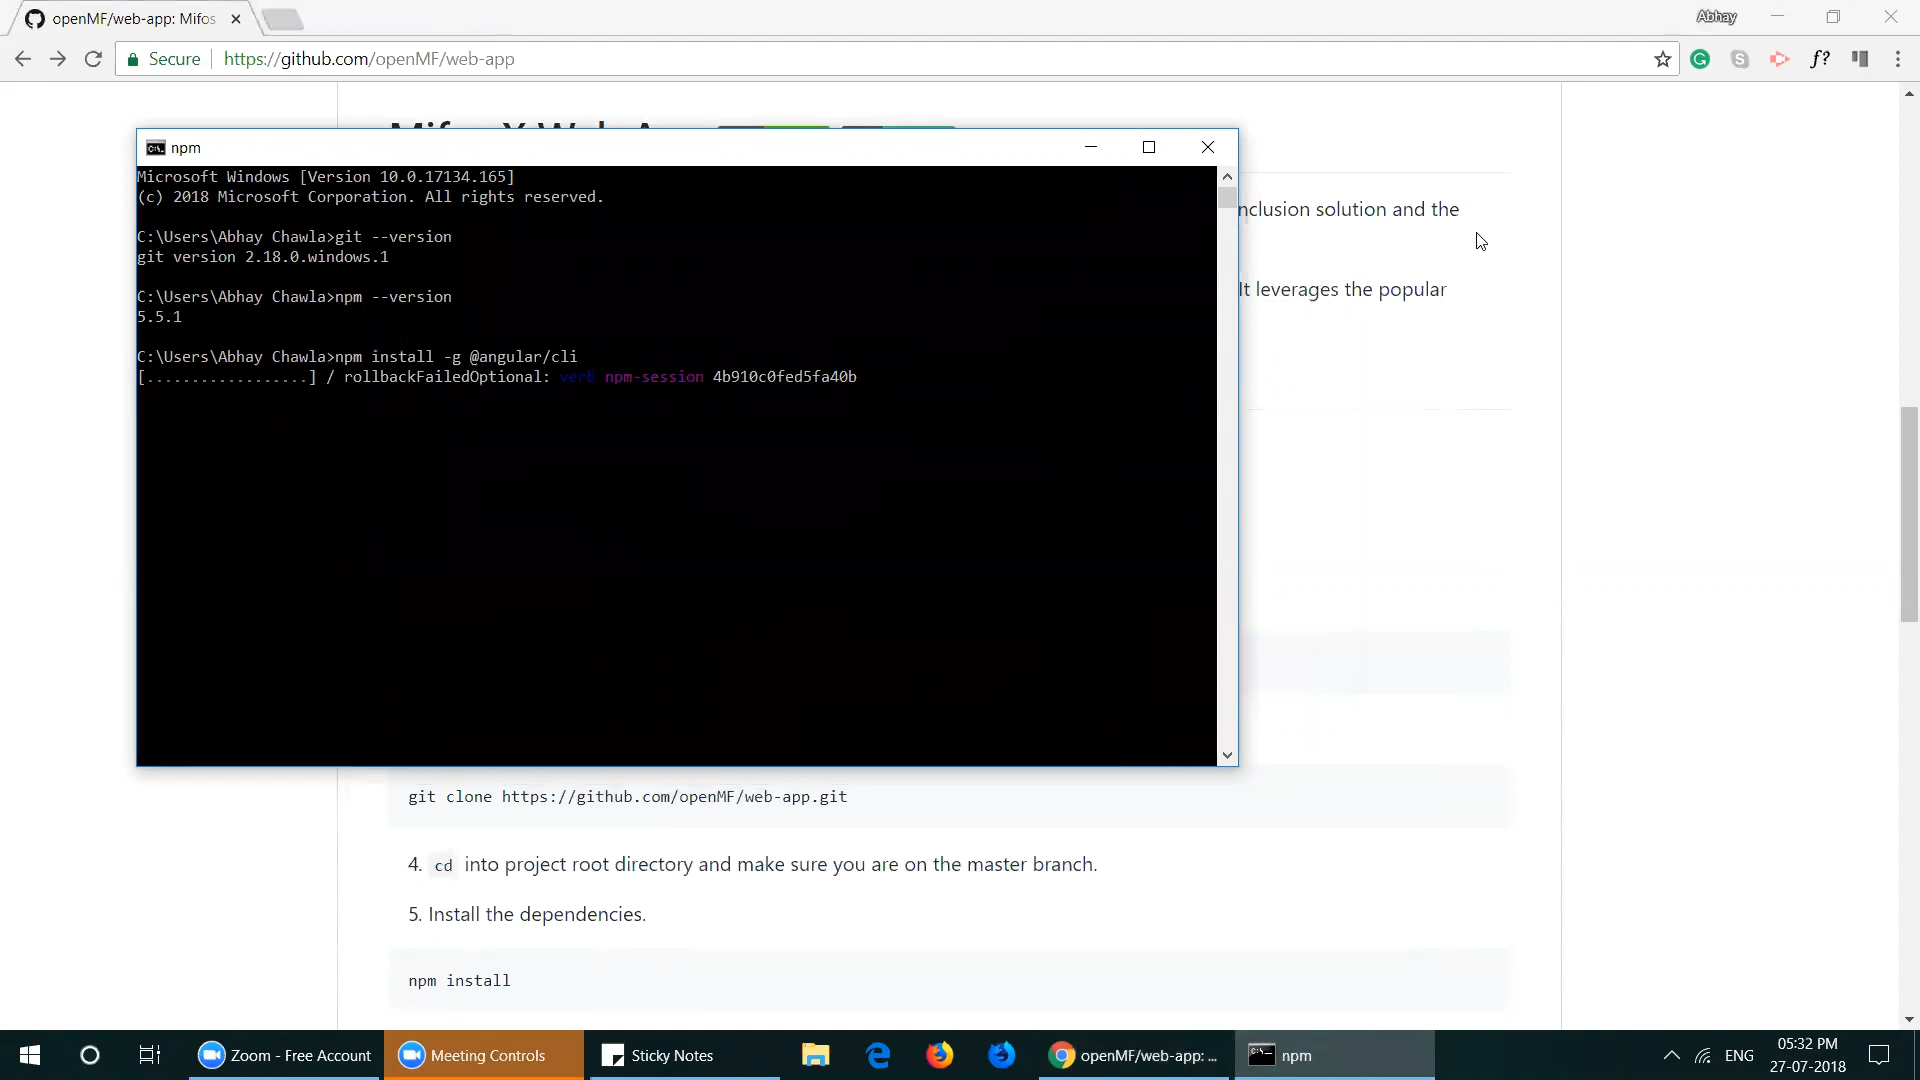 openMF/web-app: Mifos
Abhay
Secure
https://github.com/openMF/web-app
f?
npm
Microsoft Windows [Version 10.0.17134.165]
(c) 2018 Microsoft Corporation. All rights reserved.
C:\Users\Abhay Chawla>git --version
git version 2.18.0.windows.1
C:\Users\Abhay Chawla>npm --version
5.5.1
C:\Users\Abhay Chawla>npm install -g @angular/cli
[..................] / rollbackFailedOptional: verb npm-session 4b910c0fed5fa40b
nclusion solution and the
It leverages the popular
git clone https://github.com/openMF/web-app.git
4. cd into project root directory and make sure you are on the master branch.
5. Install the dependencies.
npm install
Zoom - Free Account
Meeting Controls
Sticky Notes
openMF/web-app: ...
npm
ENG
05:32 PM
27-07-2018